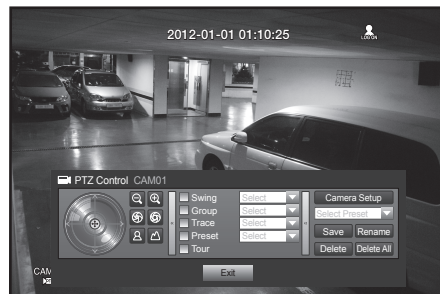 2012-01-01 01:10:25
LOG ON
PTZ Control CAM01
Swing Select
Group Select
Trace Select
Preset Select
Tour
Camera Setup
Select Preset
Save Rename
Delete Delete All
CAM
Exit